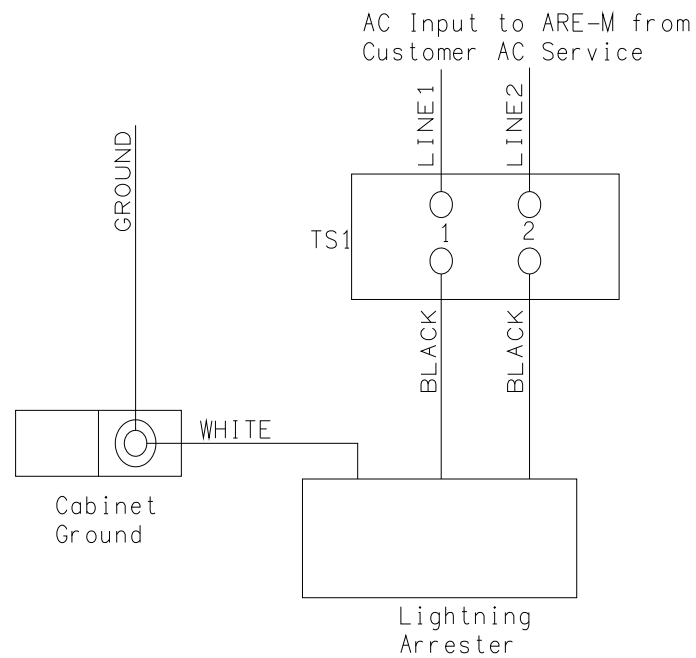 AC Input to ARE-M from
Customer AC Service
LINE1
LINE2
GROUND
TS1
1
2
BLACK
BLACK
WHITE
Cabinet
Ground
Lightning
Arrester